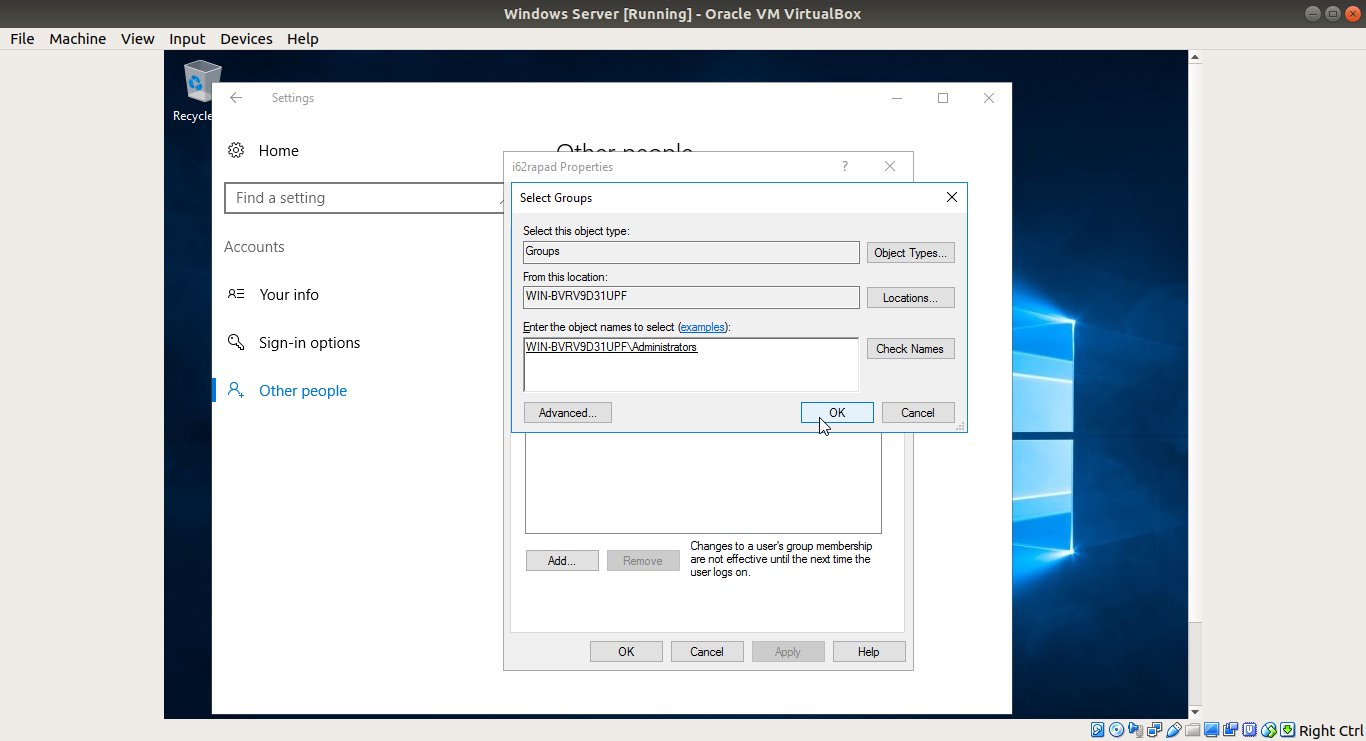 Windows Server [Running] - Oracle VM VirtualBox
File Machine View Input Devices Help
Recycle
Settings
Home
Find a setting
Accounts
Your info
Sign-in options
Other people
Other people
i62rapad Properties ?
Select Groups
Select this object type:
Groups
Object Types...
From this location:
WIN-BVRV9D31UPF
Locations...
Enter the object names to select (examples):
WIN-BVRV9D31UPF\Administrators
Check Names
Advanced...
OK
Cancel
Add...
Remove
Changes to a user's group membership
are not effective until the next time the
user logs on.
OK
Cancel
Apply
Help
Right Ctrl